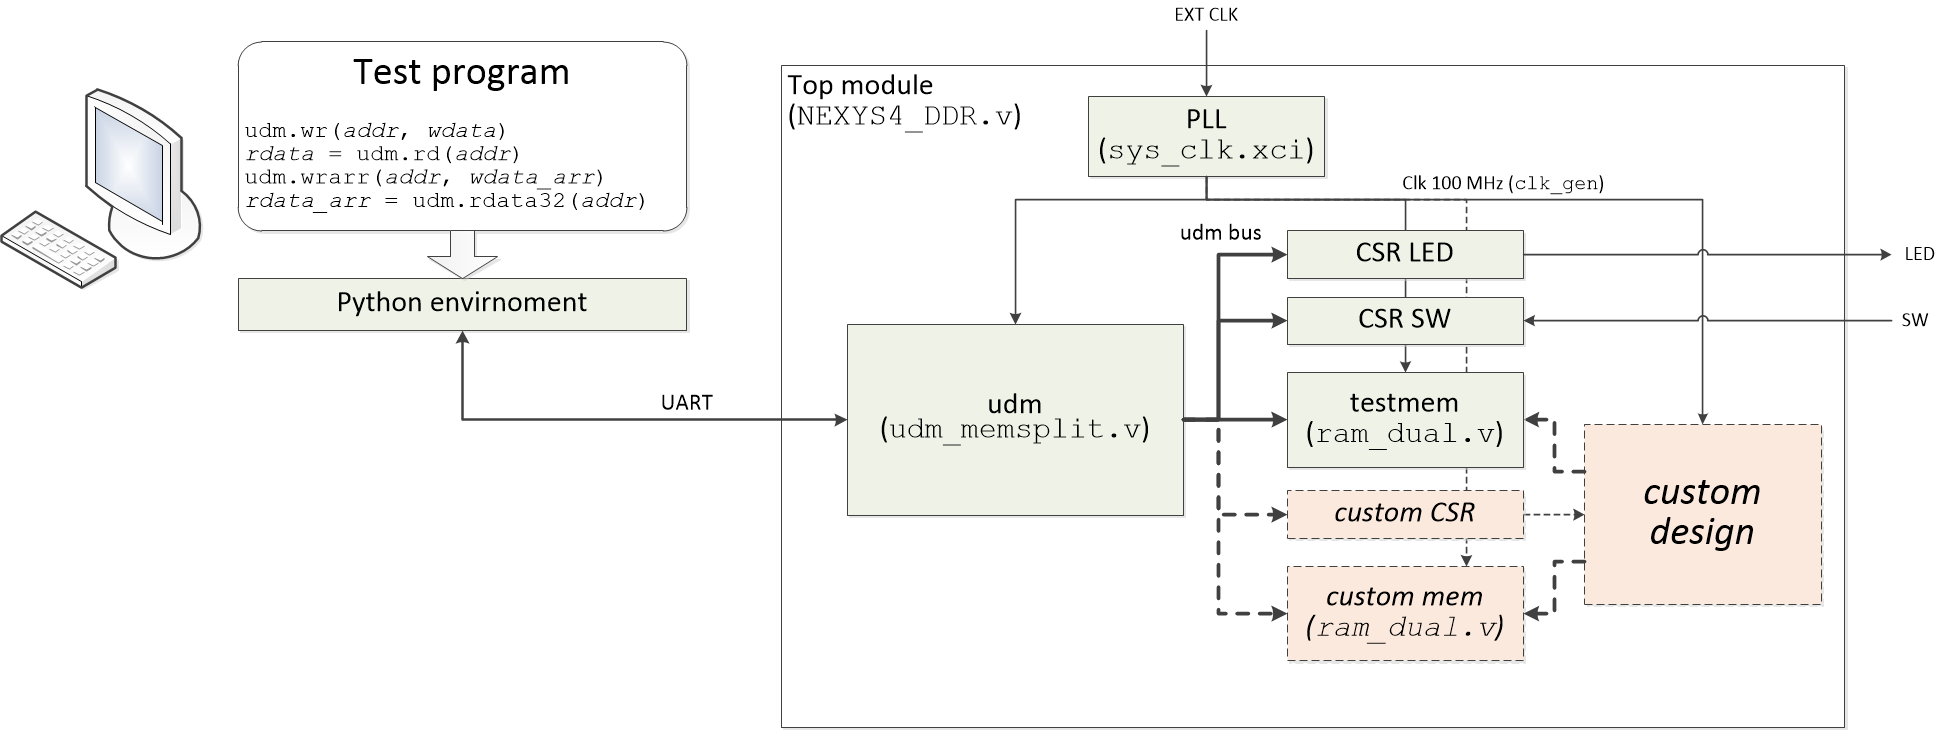 EXT CLK
Test program
udm.wr(addr, wdata)
rdata = udm.rd(addr)
udm.wrarr(addr, wdata_arr)
rdata_arr = udm.rdata32(addr)
Python envirnoment
UART
Top module
(NEXYS4_DDR.v)
PLL
(sys_clk.xci)
Clk 100 MHz (clk_gen)
udm bus
CSR LED
LED
CSR SW
SW
udm
(udm_memsplit.v)
testmem
(ram_dual.v)
custom CSR
custom
design
custom mem
(ram_dual.v)